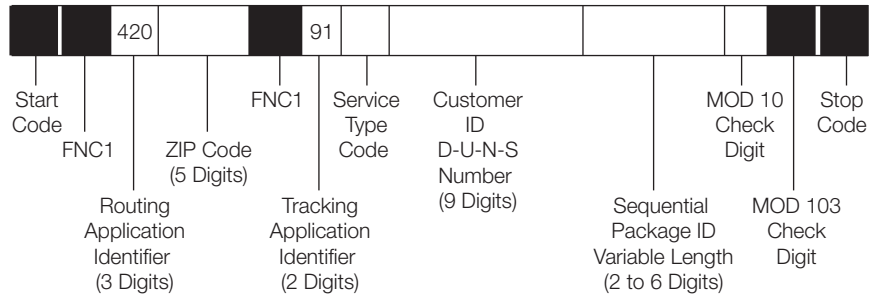 420
91
Start
Code
FNC1
Routing
Application
Identifier
(3 Digits)
ZIP Code
(5 Digits)
FNC1
Tracking
Application
Identifier
(2 Digits)
Service
Type
Code
Customer
ID
D-U-N-S
Number
(9 Digits)
Sequential
Package ID
Variable Length
(2 to 6 Digits)
MOD 10
Check
Digit
MOD 103
Check
Digit
Stop
Code